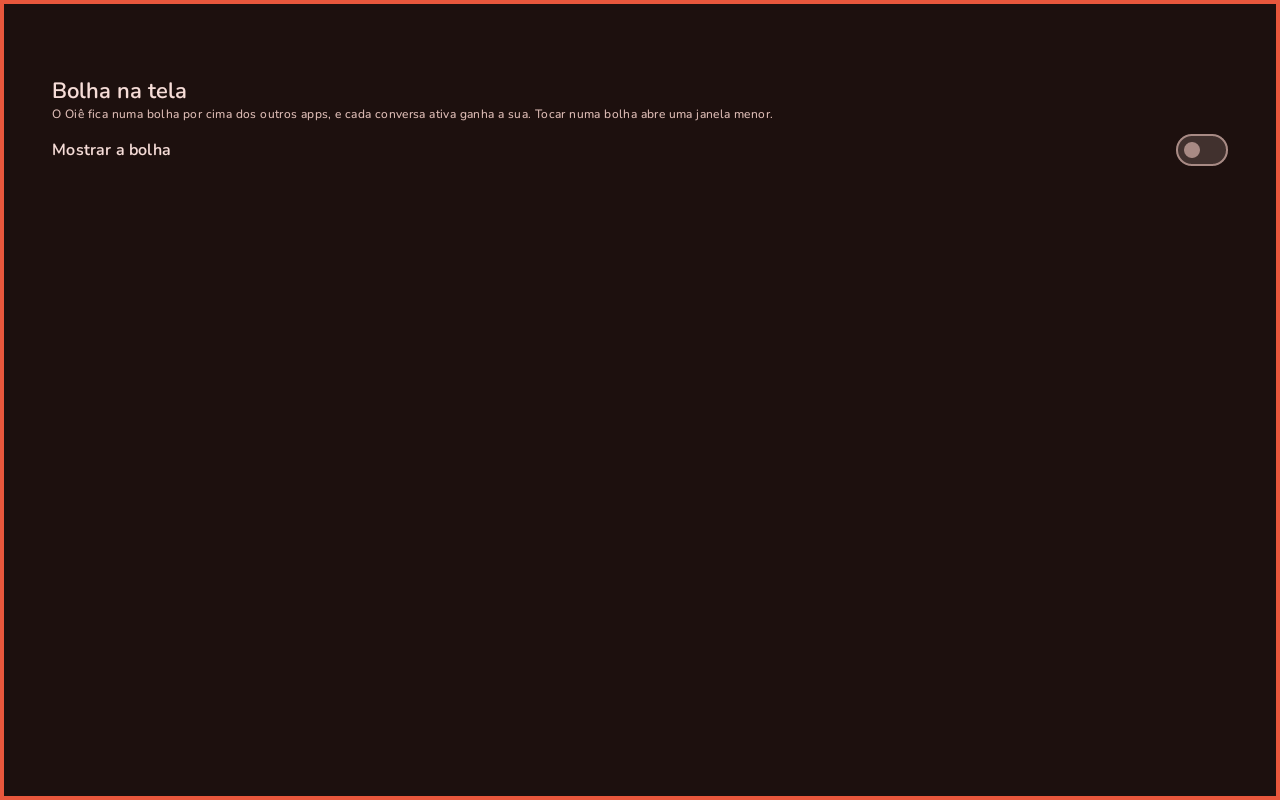 Bolha na tela
O Oiê fica numa bolha por cima dos outros apps, e cada conversa ativa ganha a sua. Tocar numa bolha abre uma janela menor.
Mostrar a bolha